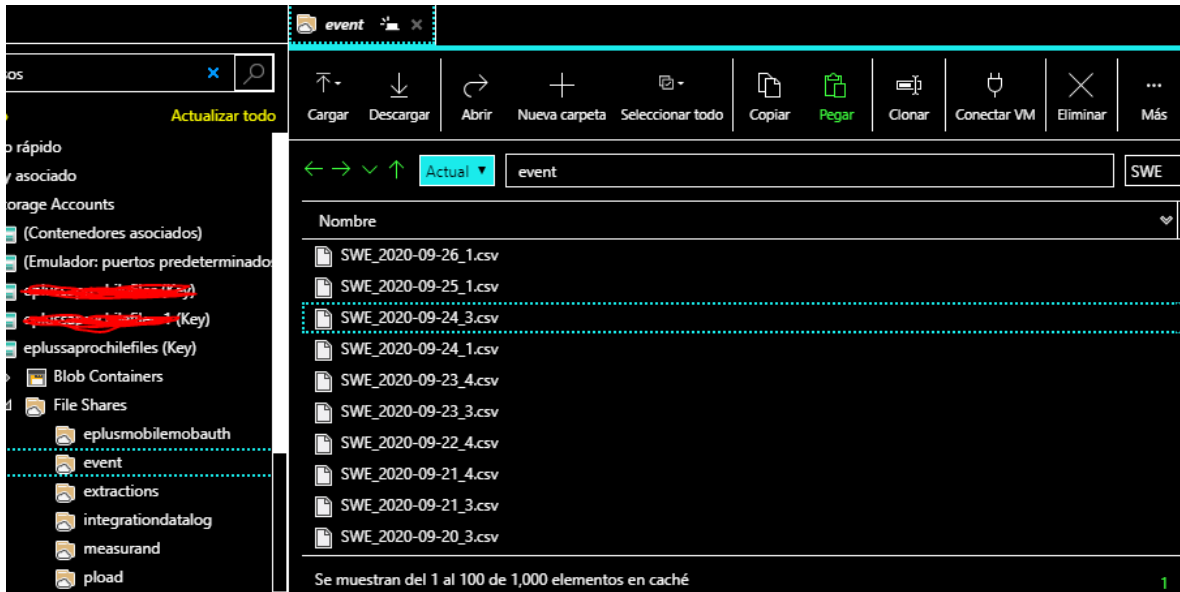 event
os
Actualizar todo
Cargar Descargar Abrir Nueva carpeta Seleccionar todo Copiar Pegar Clonar Conectar VM Eliminar Más
Actual event SWE
Nombre
o rápido
y asociado
orage Accounts
(Contenedores asociados)
(Emulador: puertos predeterminado
(Key)
(Key)
eplussaprochilefiles (Key)
Blob Containers
File Shares
eplusmobilemobauth
event
extractions
integrationdatalog
measurand
pload
SWE_2020-09-26_1.csv
SWE_2020-09-25_1.csv
SWE_2020-09-24_3.csv
SWE_2020-09-24_1.csv
SWE_2020-09-23_4.csv
SWE_2020-09-23_3.csv
SWE_2020-09-22_4.csv
SWE_2020-09-21_4.csv
SWE_2020-09-21_3.csv
SWE_2020-09-20_3.csv
Se muestran del 1 al 100 de 1,000 elementos en caché
1